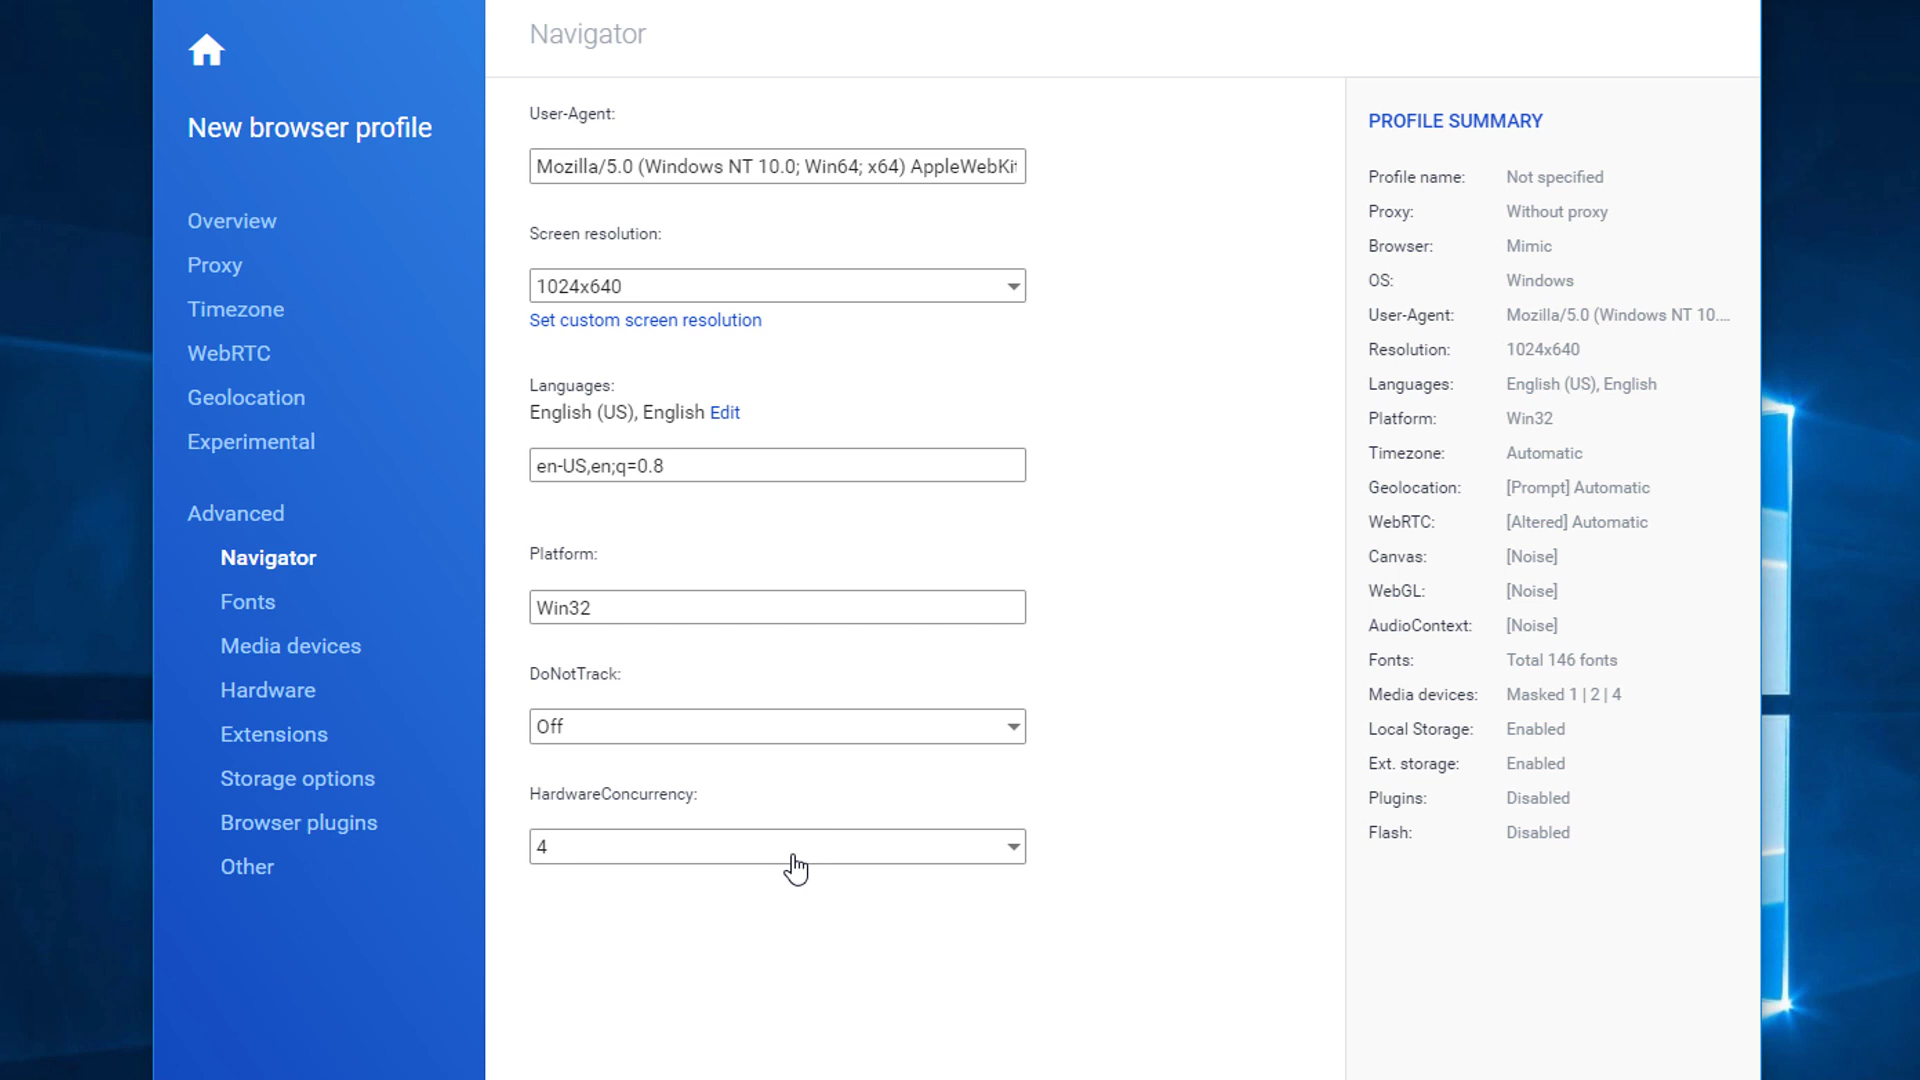 New browser profile
Overview
Proxy
Timezone
WebRTC
Geolocation
Experimental
Advanced
Navigator
Fonts
Media devices
Hardware
Extensions
Storage options
Browser plugins
Other
Navigator
User-Agent:
Mozilla/5.0 (Windows NT 10.0; Win64; x64) AppleWebKit
Screen resolution:
1024x640
Set custom screen resolution
Languages:
English (US), English Edit
en-US,en;q=0.8
Platform:
Win32
DoNotTrack:
Off
HardwareConcurrency:
4
PROFILE SUMMARY
Profile name: Not specified
Proxy: Without proxy
Browser: Mimic
OS: Windows
User-Agent: Mozilla/5.0 (Windows NT 10....
Resolution: 1024x640
Languages: English (US), English
Platform: Win32
Timezone: Automatic
Geolocation: [Prompt] Automatic
WebRTC: [Altered] Automatic
Canvas: [Noise]
WebGL: [Noise]
AudioContext: [Noise]
Fonts: Total 146 fonts
Media devices: Masked 1 | 2 | 4
Local Storage: Enabled
Ext. storage: Enabled
Plugins: Disabled
Flash: Disabled